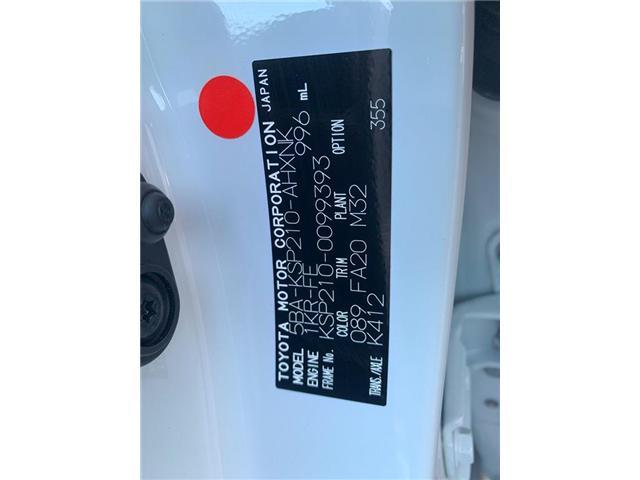 TOYOTA MOTOR CORPORATION JAPAN
MODEL 5BA-KSP210-AHXNK
ENGINE 1KR-FE 996 mL
FRAME No. KSP210-0099393
COLOR TRIM PLANT OPTION
089 FA20 M32
TRANS./AXLE K412 355